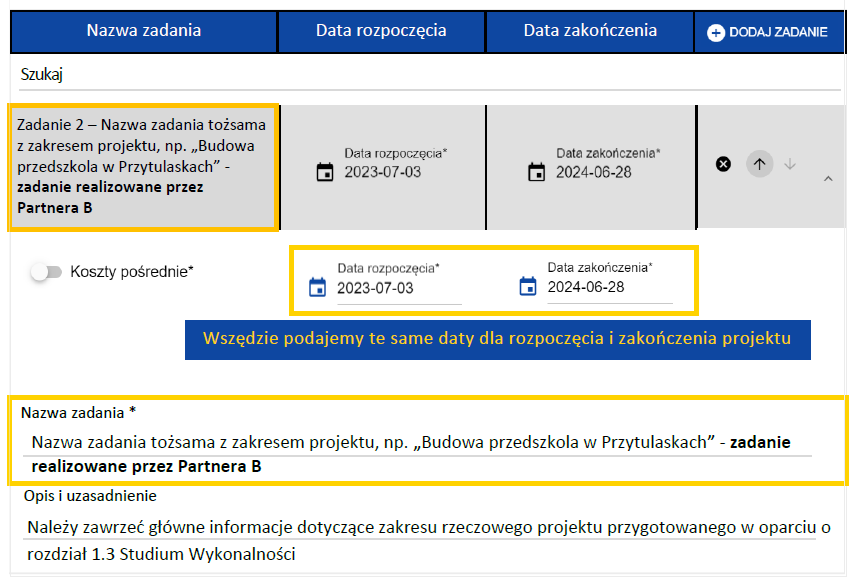 Nazwa zadania
Data rozpoczęcia
Data zakończenia
DODAJ ZADANIE
Szukaj
Zadanie 2 – Nazwa zadania tożsama
z zakresem projektu, np. „Budowa
przedszkola w Przytulaskach” -
zadanie realizowane przez
Partnera B
Data rozpoczęcia*
2023-07-03
Data zakończenia*
2024-06-28
Koszty pośrednie*
Data rozpoczęcia*
2023-07-03
Data zakończenia*
2024-06-28
Wszędzie podajemy te same daty dla rozpoczęcia i zakończenia projektu
Nazwa zadania *
Nazwa zadania tożsama z zakresem projektu, np. „Budowa przedszkola w Przytulaskach” - zadanie
realizowane przez Partnera B
Opis i uzasadnienie
Należy zawrzeć główne informacje dotyczące zakresu rzeczowego projektu przygotowanego w oparciu o
rozdział 1.3 Studium Wykonalności